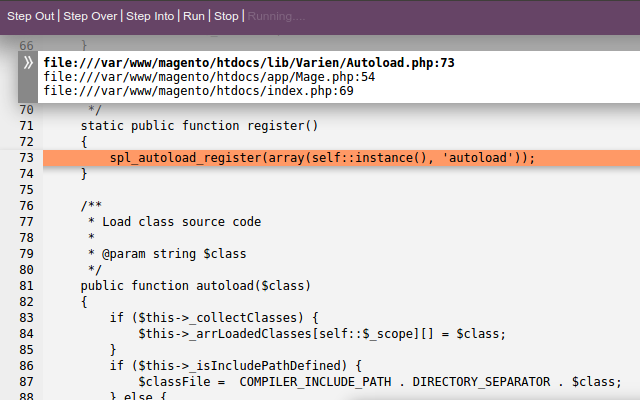 Step Out | Step Over | Step Into | Run | Stop | Running....
66 }
» file:///var/www/magento/htdocs/lib/Varien/Autoload.php:73
file:///var/www/magento/htdocs/app/Mage.php:54
file:///var/www/magento/htdocs/index.php:69
70 */
71 static public function register()
72 {
73 spl_autoload_register(array(self::instance(), 'autoload'));
74 }
75
76 /**
77 * Load class source code
78 *
79 * @param string $class
80 */
81 public function autoload($class)
82 {
83 if ($this->_collectClasses) {
84 $this->_arrLoadedClasses[self::$_scope][] = $class;
85 }
86 if ($this->_isIncludePathDefined) {
87 $classFile =  COMPILER_INCLUDE_PATH . DIRECTORY_SEPARATOR . $class;
88 } else {